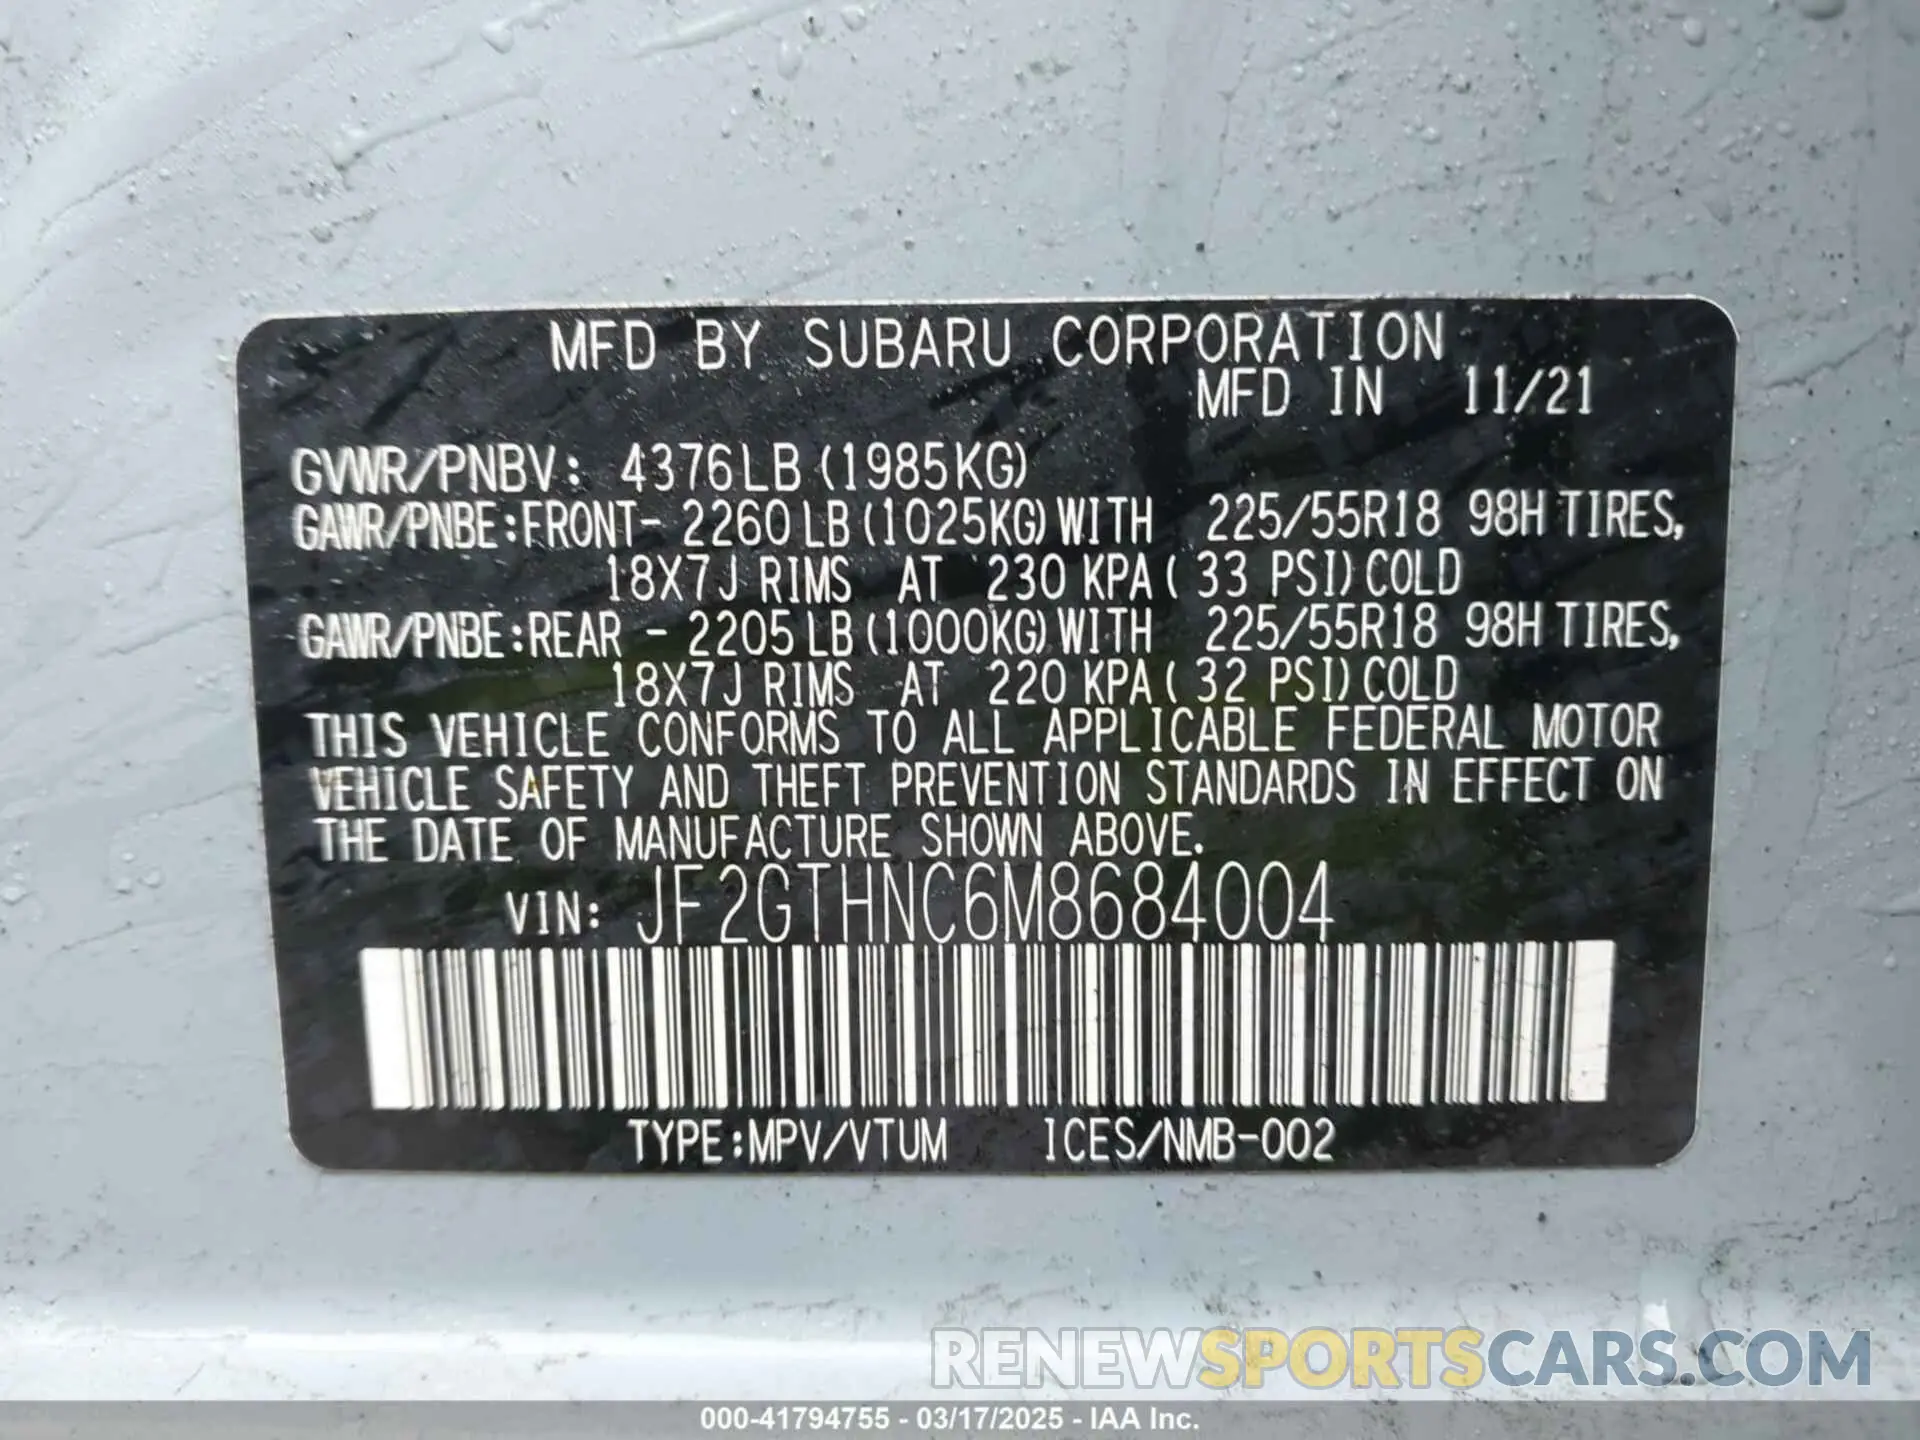 MFD BY SUBARU CORPORATION
MFD IN 11/21
GVWR/PNBV: 4376LB(1985KG)
GAWR/PNBE:FRONT- 2260LB(1025KG)WITH 225/55R18 98H TIRES,
18X7J RIMS AT 230 KPA( 33 PSI)COLD
GAWR/PNBE:REAR - 2205LB(1000KG)WITH 225/55R18 98H TIRES,
18X7J RIMS AT 220 KPA( 32 PSI)COLD
THIS VEHICLE CONFORMS TO ALL APPLICABLE FEDERAL MOTOR
VEHICLE SAFETY AND THEFT PREVENTION STANDARDS IN EFFECT ON
THE DATE OF MANUFACTURE SHOWN ABOVE.
VIN: JF2GTHNC6M8684004
TYPE:MPV/VTUM ICES/NMB-002
RENEWSPORTSCARS.COM
000-41794755 - 03/17/2025 - IAA Inc.